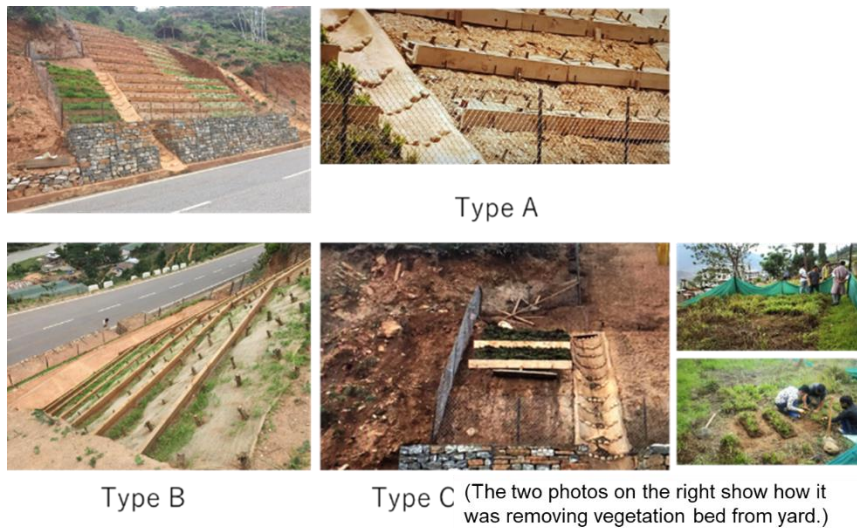 Type A
Type B
Type C
(The two photos on the right show how it
was removing vegetation bed from yard.)